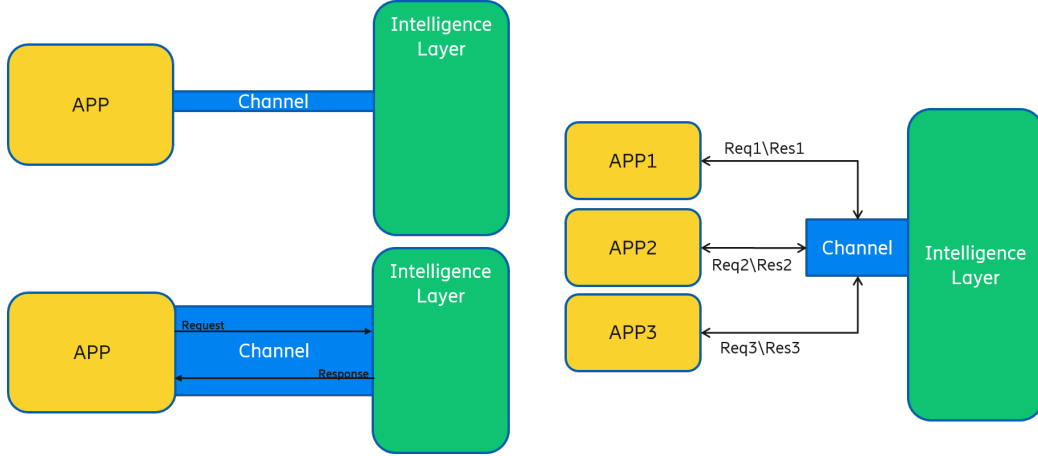 Intelligence
Layer
APP
Channel
Intelligence
Layer
APP
Request
Channel
Response
APP1
Req1\Res1
APP2
Req2\Res2
Channel
Intelligence
Layer
APP3
Req3\Res3